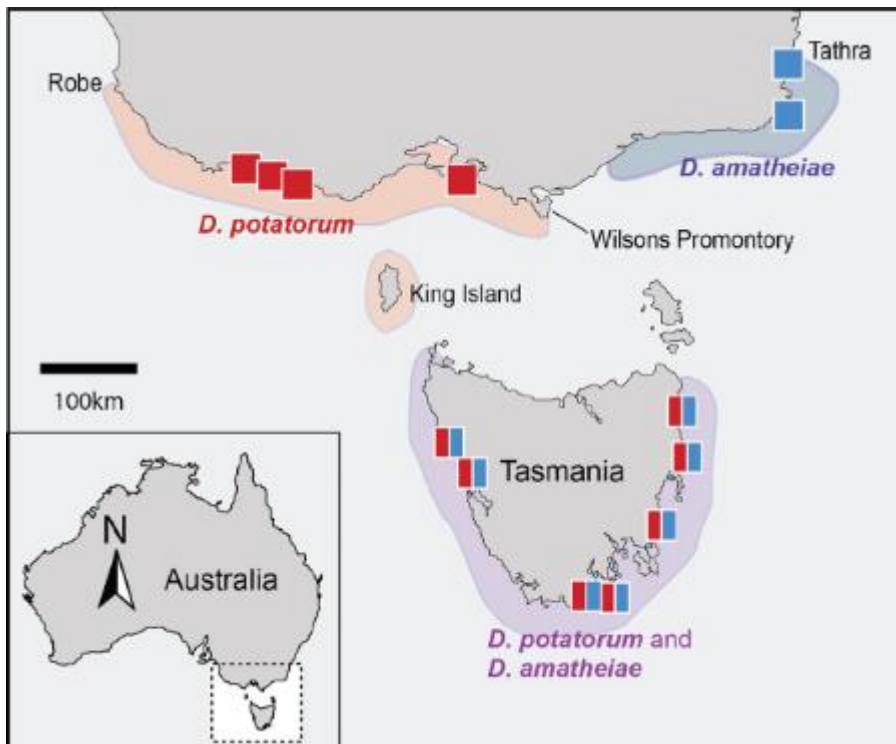 Robe
Tathra
D. amatheiae
D. potatorum
Wilsons Promontory
King Island
100km
Tasmania
N
Australia
D. potatorum and
D. amatheiae